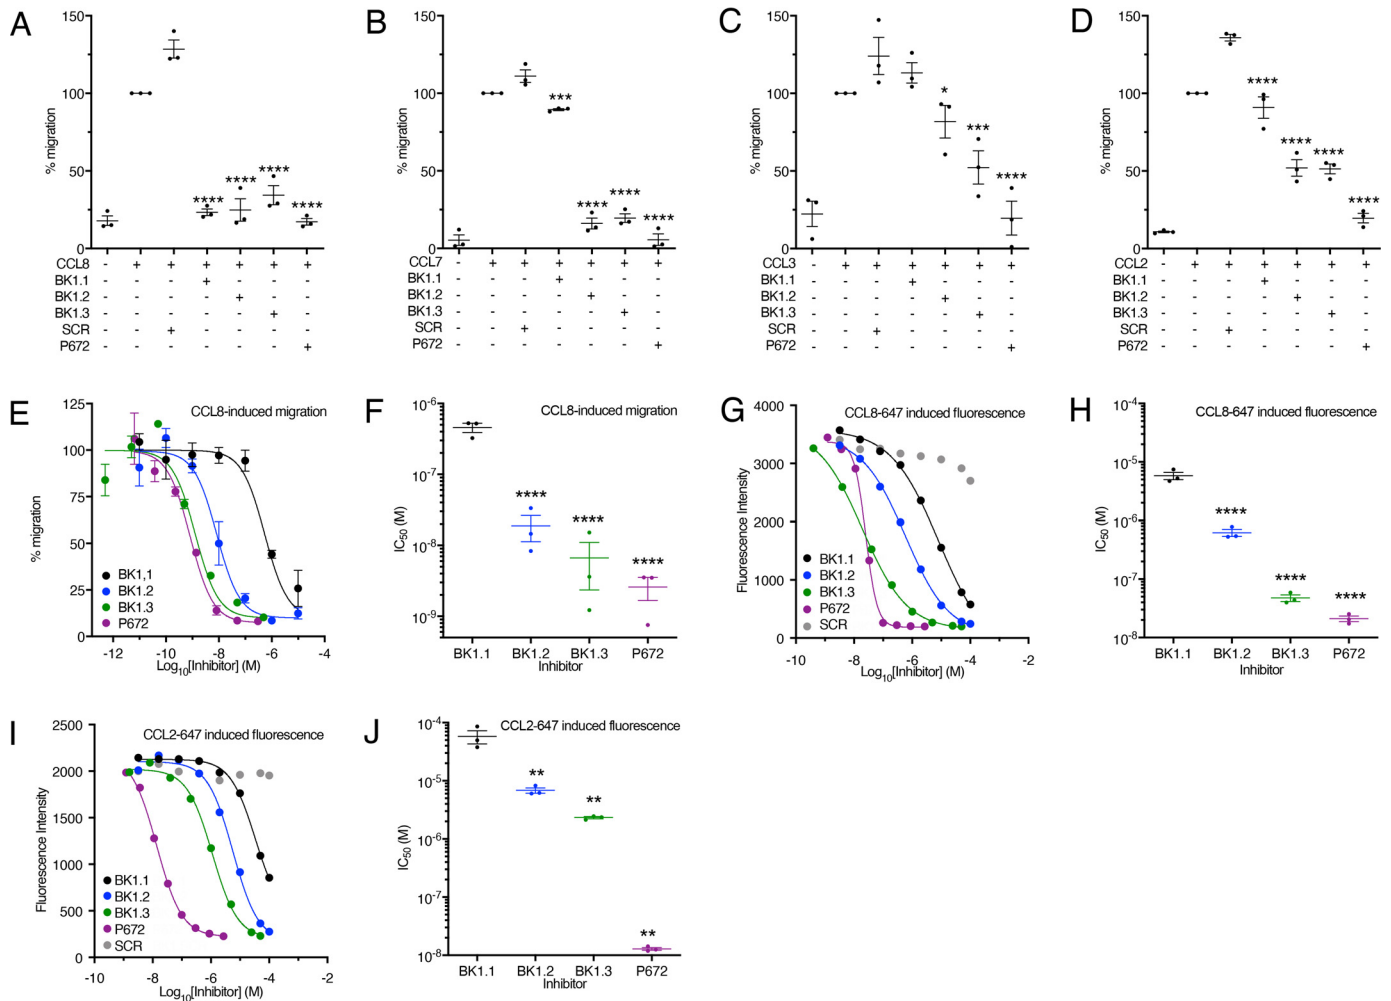 A
B
C
D
150
100
50
0
% migration
****
****
****
****
CCL8 - + + + + + +
BK1.1 - - - + - - -
BK1.2 - - - - + - -
BK1.3 - - - - - + -
SCR - - + - - - -
P672 - - - - - - +
150
100
50
0
% migration
***
****
****
****
CCL7 - + + + + + +
BK1.1 - - - + - - -
BK1.2 - - - - + - -
BK1.3 - - - - - + -
SCR - - + - - - -
P672 - - - - - - +
150
100
50
0
% migration
*
***
****
CCL3 - + + + + + +
BK1.1 - - - + - - -
BK1.2 - - - - + - -
BK1.3 - - - - - + -
SCR - - + - - - -
P672 - - - - - - +
150
100
50
0
% migration
****
****
****
****
CCL2 - + + + + + +
BK1.1 - - - + - - -
BK1.2 - - - - + - -
BK1.3 - - - - - + -
SCR - - + - - - -
P672 - - - - - - +
E
CCL8-induced migration
125
100
75
50
25
0
% migration
BK1,1
BK1.2
BK1.3
P672
-12 -10 -8 -6 -4
Log10[Inhibitor] (M)
F
CCL8-induced migration
10-6
10-7
10-8
10-9
IC50 (M)
****
****
****
BK1.1 BK1.2 BK1.3 P672
Inhibitor
G
CCL8-647 induced fluorescence
4000
3000
2000
1000
0
Fluorescence Intensity
BK1.1
BK1.2
BK1.3
P672
SCR
-10 -8 -6 -4 -2
Log10[Inhibitor] (M)
H
CCL8-647 induced fluorescence
10-4
10-5
10-6
10-7
10-8
IC50 (M)
****
****
****
BK1.1 BK1.2 BK1.3 P672
Inhibitor
I
CCL2-647 induced fluorescence
2500
2000
1500
1000
500
0
Fluorescence Intensity
BK1.1
BK1.2
BK1.3
P672
SCR
-10 -8 -6 -4 -2
Log10[Inhibitor] (M)
J
CCL2-647 induced fluorescence
10-4
10-5
10-6
10-7
10-8
IC50 (M)
**
**
**
BK1.1 BK1.2 BK1.3 P672
Inhibitor